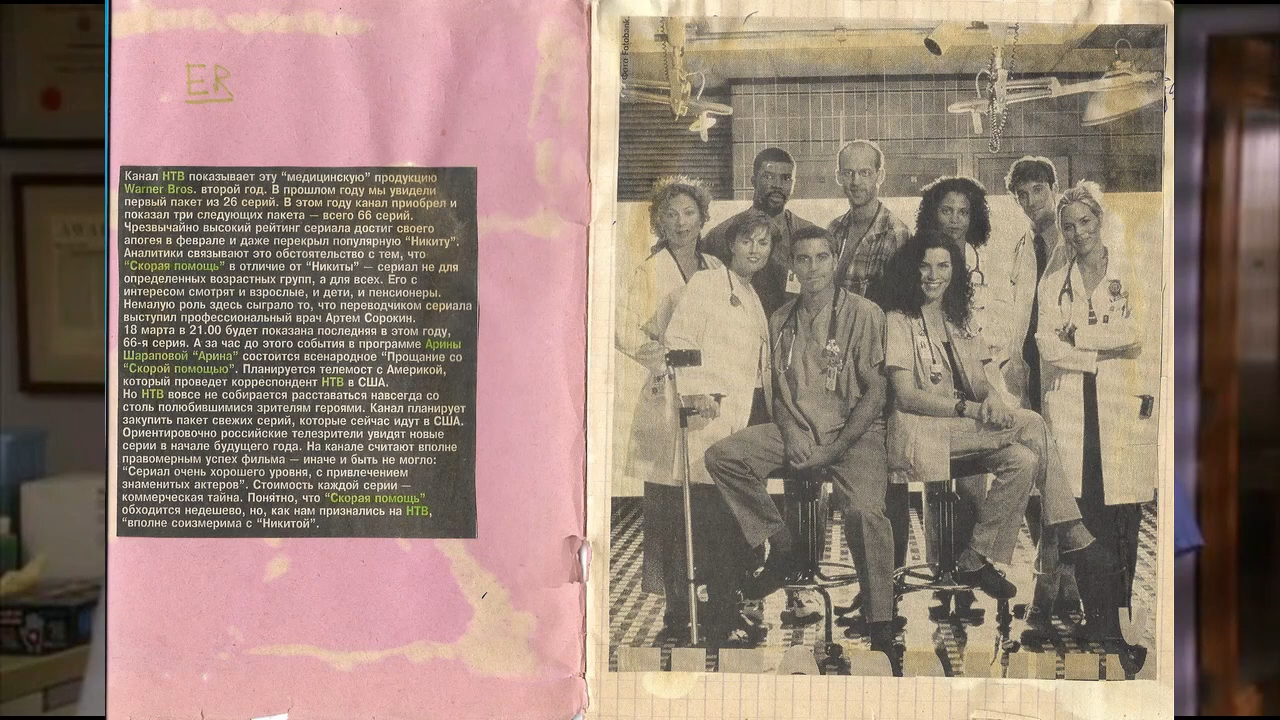 ER
Канал НТВ показывает эту “медицинскую” продукцию
Warner Bros. второй год. В прошлом году мы увидели
первый пакет из 26 серий. В этом году канал приобрел и
показал три следующих пакета — всего 66 серий.
Чрезвычайно высокий рейтинг сериала достиг своего
апогея в феврале и даже перекрыл популярную “Никиту”.
Аналитики связывают это обстоятельство с тем, что
“Скорая помощь” в отличие от “Никиты” — сериал не для
определенных возрастных групп, а для всех. Его с
интересом смотрят и взрослые, и дети, и пенсионеры.
Немалую роль здесь сыграло то, что переводчиком сериала
выступил профессиональный врач Артем Сорокин.
18 марта в 21.00 будет показана последняя в этом году,
66-я серия. А за час до этого события в программе Арины
Шараповой “Арина” состоится всенародное “Прощание со
“Скорой помощью”. Планируется телемост с Америкой,
который проведет корреспондент НТВ в США.
Но НТВ вовсе не собирается расставаться навсегда со
столь полюбившимися зрителям героями. Канал планирует
закупить пакет свежих серий, которые сейчас идут в США.
Ориентировочно российские телезрители увидят новые
серии в начале будущего года. На канале считают вполне
правомерным успех фильма — иначе и быть не могло:
“Сериал очень хорошего уровня, с привлечением
знаменитых актеров”. Стоимость каждой серии —
коммерческая тайна. Понятно, что “Скорая помощь”
обходится недешево, но, как нам признались на НТВ,
“вполне соизмерима с “Никитой”.
Фото Fotobank